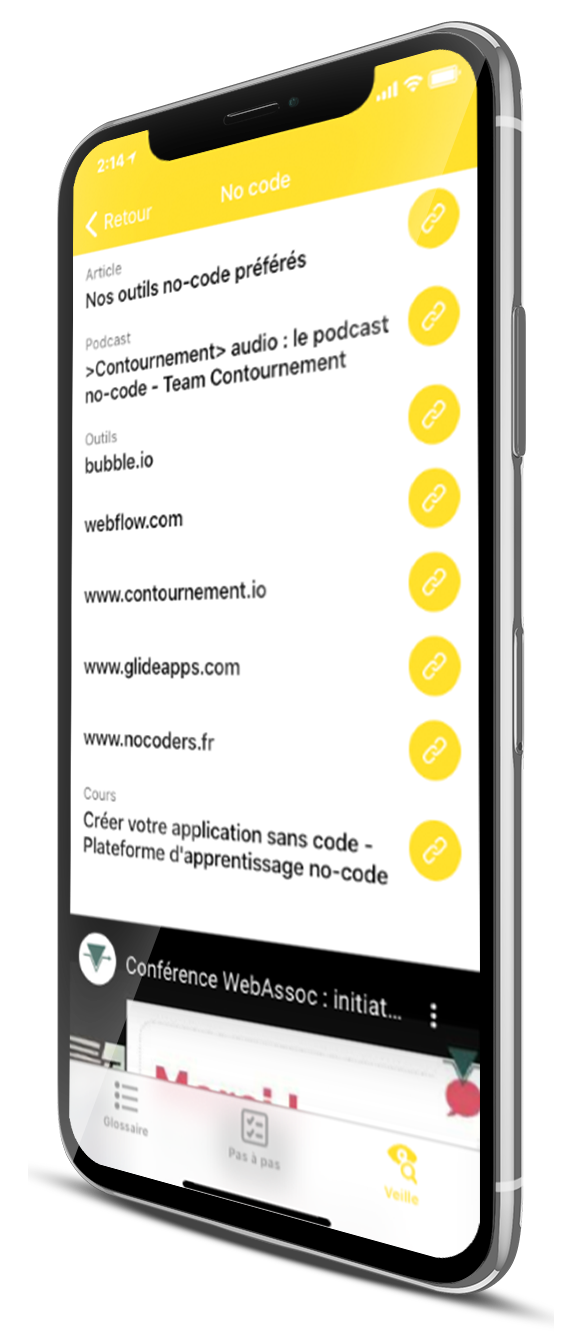 2:14
Retour
No code
Article
Nos outils no-code préférés
Podcast
>Contournement> audio : le podcast
no-code - Team Contournement
Outils
bubble.io
webflow.com
www.contournement.io
www.glideapps.com
www.nocoders.fr
Cours
Créer votre application sans code -
Plateforme d'apprentissage no-code
Conférence WebAssoc : initiat...
Merci !
Glossaire
Pas à pas
Veille